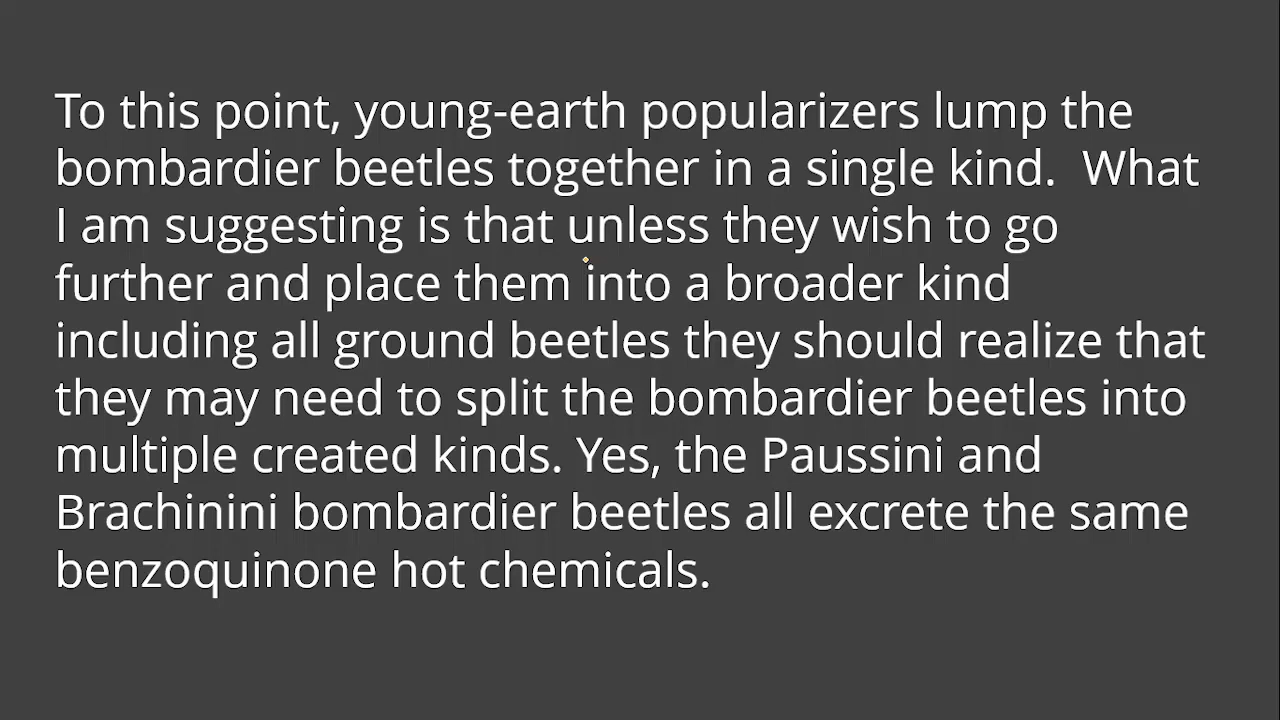 To this point, young-earth popularizers lump the
bombardier beetles together in a single kind.  What
I am suggesting is that unless they wish to go
further and place them into a broader kind
including all ground beetles they should realize that
they may need to split the bombardier beetles into
multiple created kinds. Yes, the Paussini and
Brachinini bombardier beetles all excrete the same
benzoquinone hot chemicals.